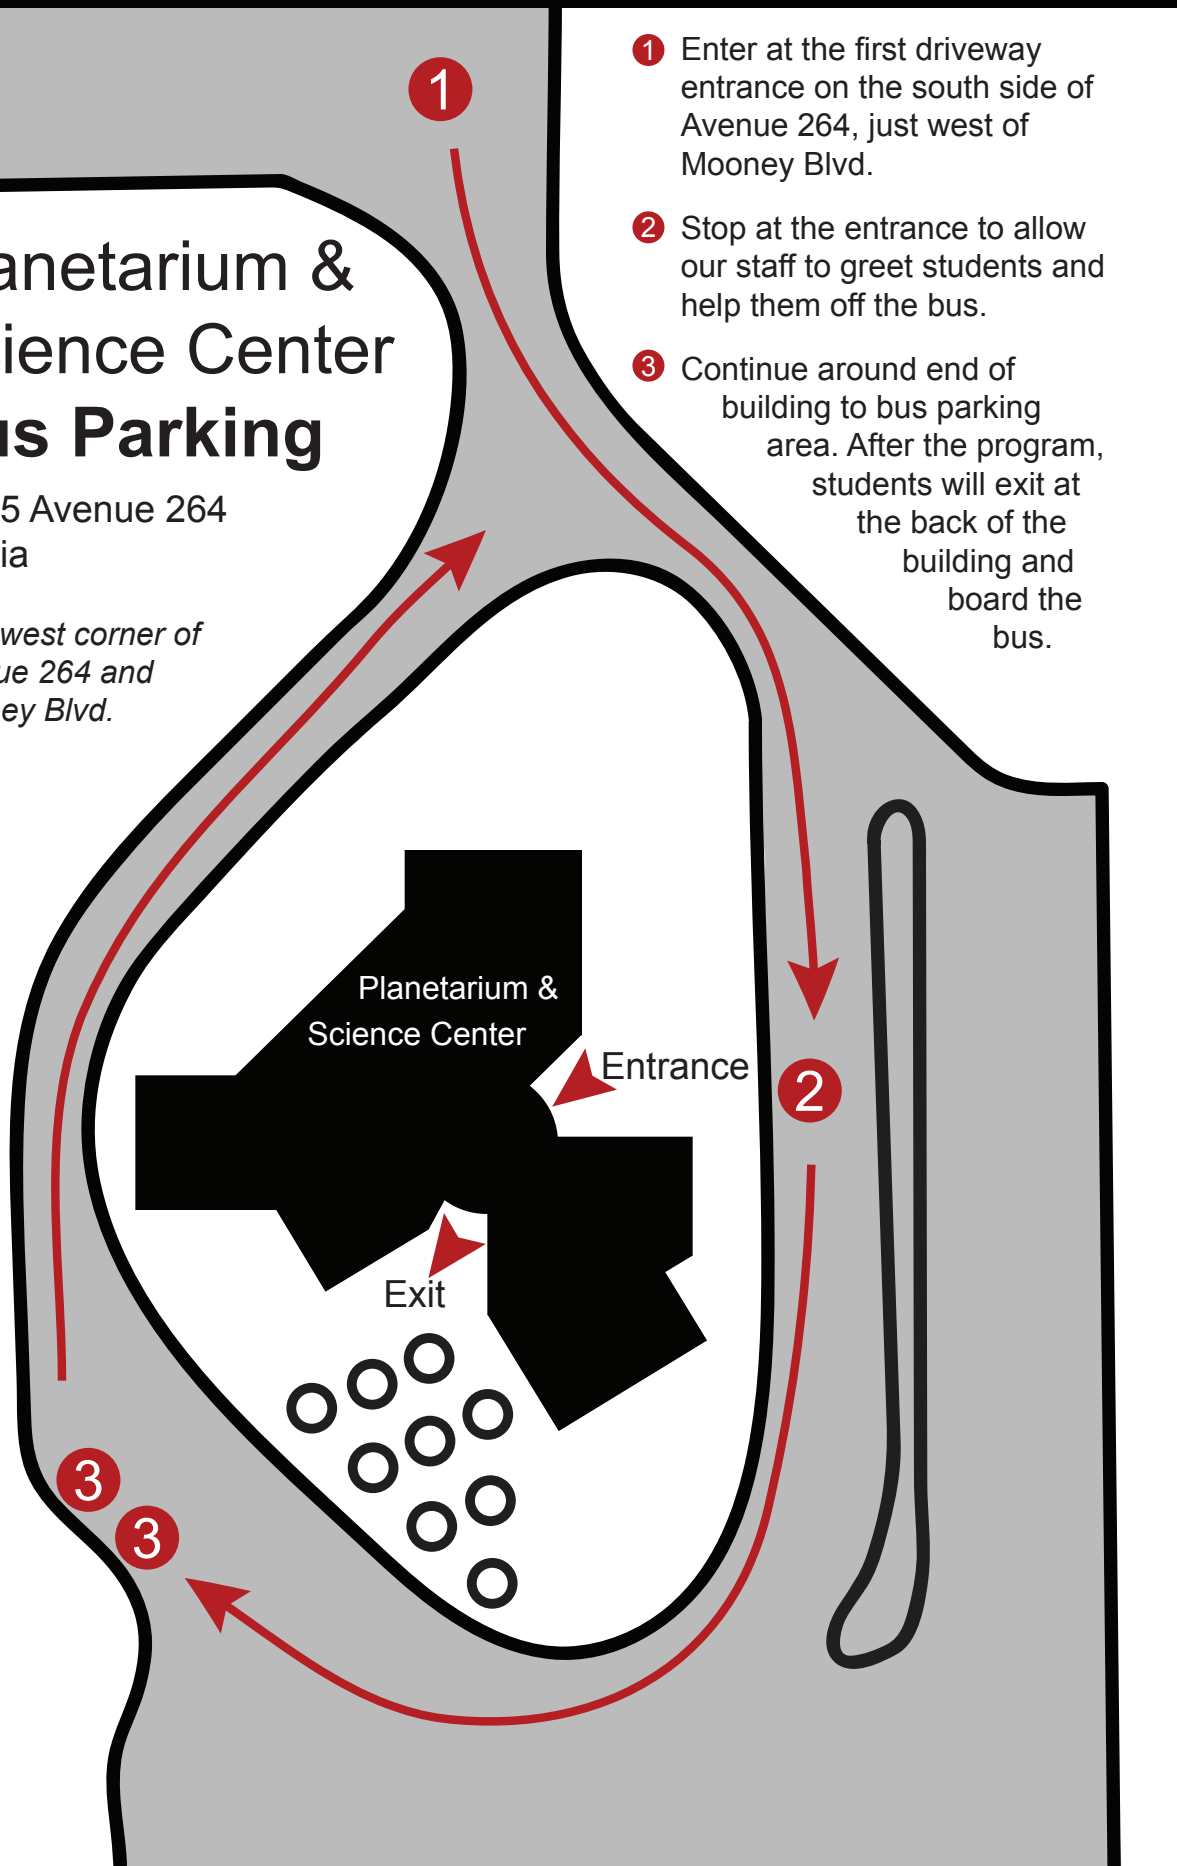 1
1 Enter at the first driveway
entrance on the south side of
Avenue 264, just west of
Mooney Blvd.
2 Stop at the entrance to allow
our staff to greet students and
help them off the bus.
3 Continue around end of
building to bus parking
area. After the program,
students will exit at
the back of the
building and
board the
bus.
anetarium &
ience Center
us Parking
5 Avenue 264
ia
west corner of
ue 264 and
ey Blvd.
Planetarium &
Science Center
Entrance
2
Exit
3
3